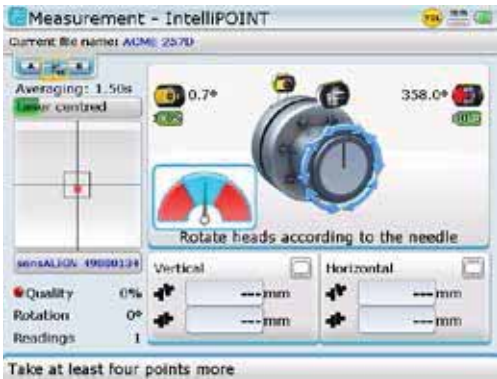 Measurement - IntelliPOINT
Current file name: ACME 257D
Averaging: 1.50s
Laser centred
0.7°
358.0°
Rotate heads according to the needle
sensALIGN 49000134
Quality 0%
Rotation 0°
Readings 1
Vertical
---mm
---mm
Horizontal
---mm
---mm
Take at least four points more